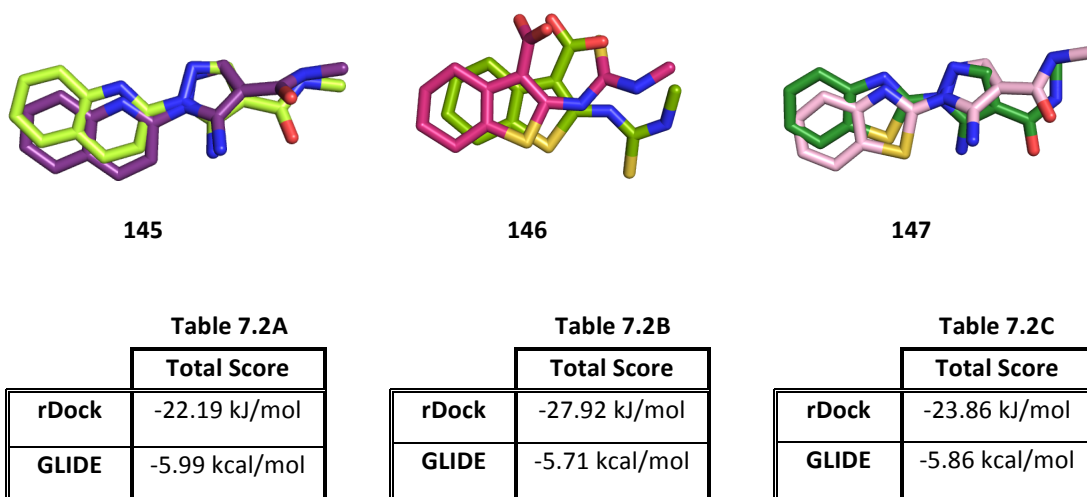 145 146 147
Table 7.2A Table 7.2B Table 7.2C
Total Score Total Score Total Score
rDock -22.19 kJ/mol rDock -27.92 kJ/mol rDock -23.86 kJ/mol
GLIDE -5.99 kcal/mol GLIDE -5.71 kcal/mol GLIDE -5.86 kcal/mol